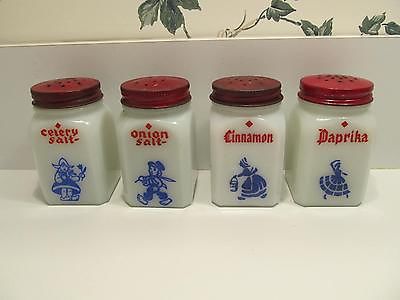 celery
salt
onion
salt
Cinnamon
Paprika